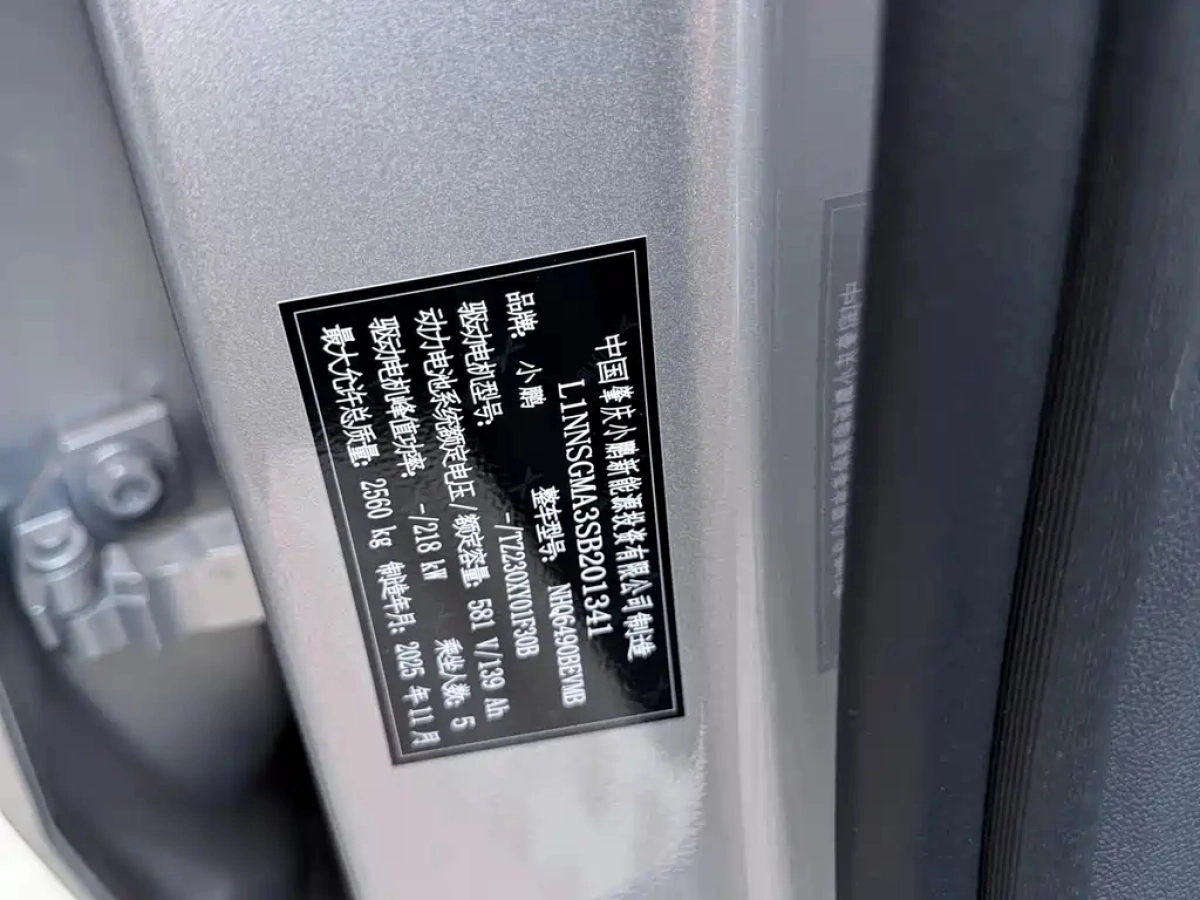 中国肇庆小鹏新能源投资有限公司制造
L1NNSGMA3SB201341
品牌: 小鹏 整车型号: NHQ6490BEVMB
驱动电机型号: -/TZ230XY01F30B
动力电池系统额定电压/额定容量: 581 V/139 Ah
驱动电机峰值功率: -/218 kW 乘坐人数: 5
最大允许总质量: 2560 kg 制造年月: 2025 年 11 月